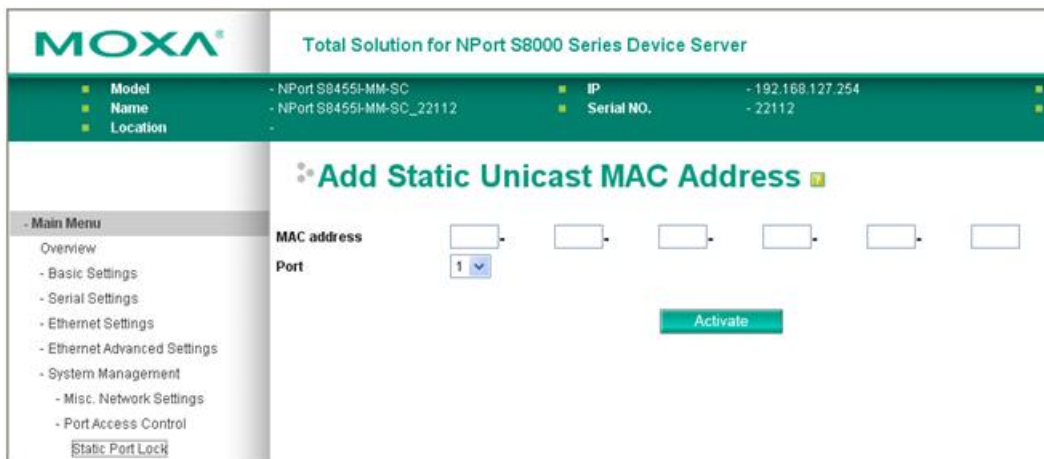 MOXA®
Total Solution for NPort S8000 Series Device Server
Model - NPort S8455I-MM-SC IP - 192.168.127.254
Name - NPort S8455I-MM-SC_22112 Serial NO. - 22112
Location -
Add Static Unicast MAC Address ?
- Main Menu
Overview
- Basic Settings
- Serial Settings
- Ethernet Settings
- Ethernet Advanced Settings
- System Management
- Misc. Network Settings
- Port Access Control
Static Port Lock
MAC address - - - - -
Port 1
Activate